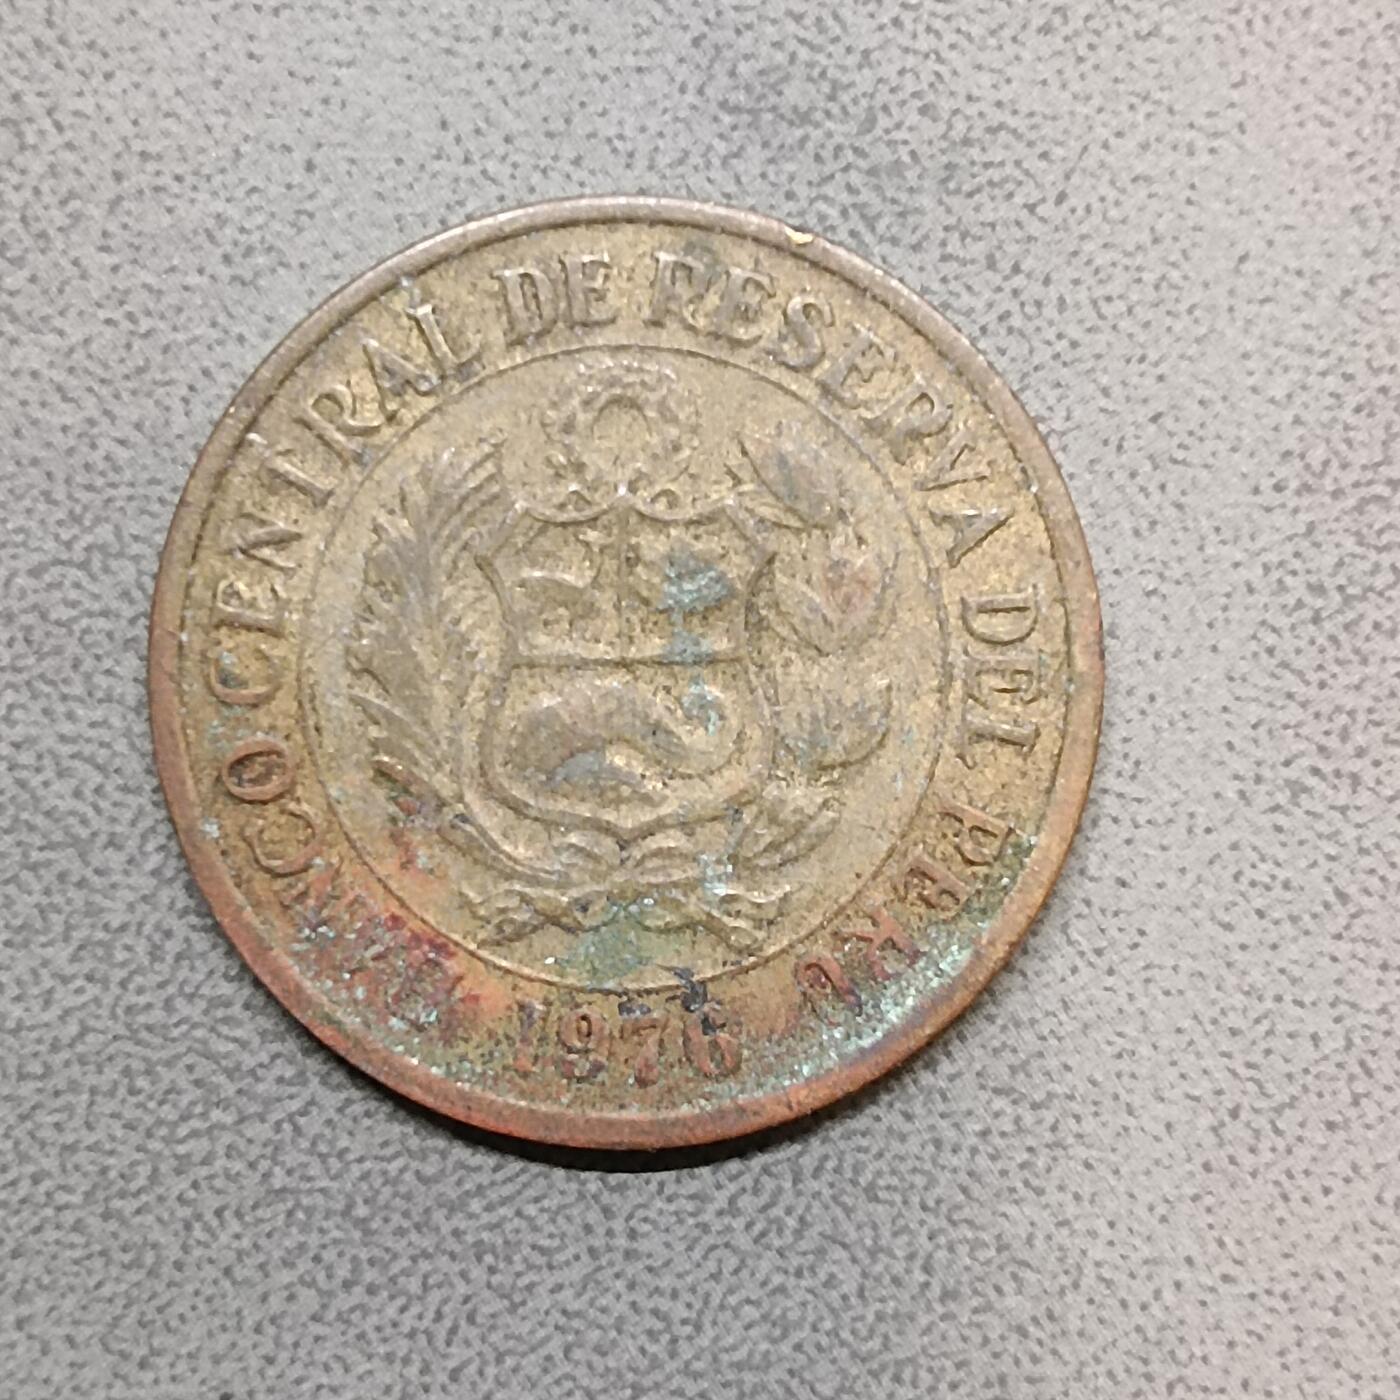 BANCO CENTRAL DE RESERVA DEL PERU
1976